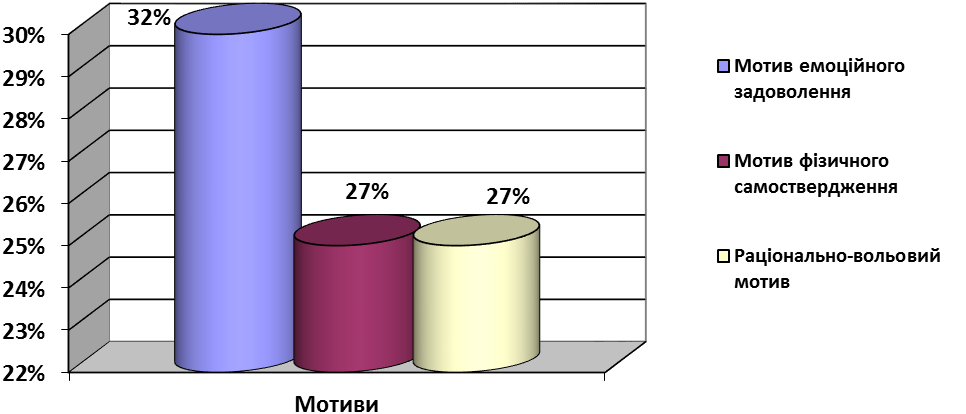 32%
30%
29%
28%
27%
26%
25%
24%
23%
22%
27%
27%
Мотиви
Мотив емоційного
задоволення
Мотив фізичного
самоствердження
Раціонально-вольовий
мотив